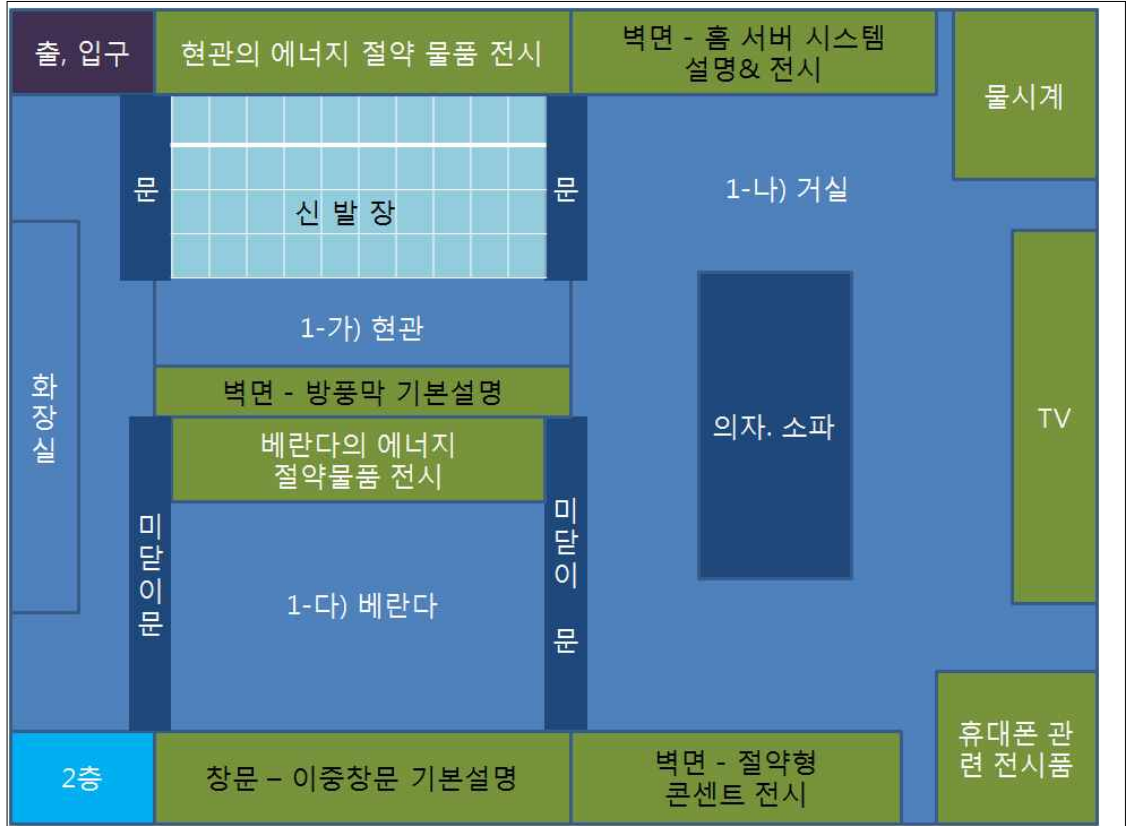 출, 입구
현관의 에너지 절약 물품 전시
벽면 - 홈 서버 시스템
설명& 전시
물시계
문
신 발 장
문
1-나) 거실
1-가) 현관
화장실
벽면 - 방풍막 기본설명
베란다의 에너지
절약물품 전시
의자. 소파
TV
미닫이문
1-다) 베란다
미닫이 문
2층
창문 – 이중창문 기본설명
벽면 - 절약형
콘센트 전시
휴대폰 관
련 전시품